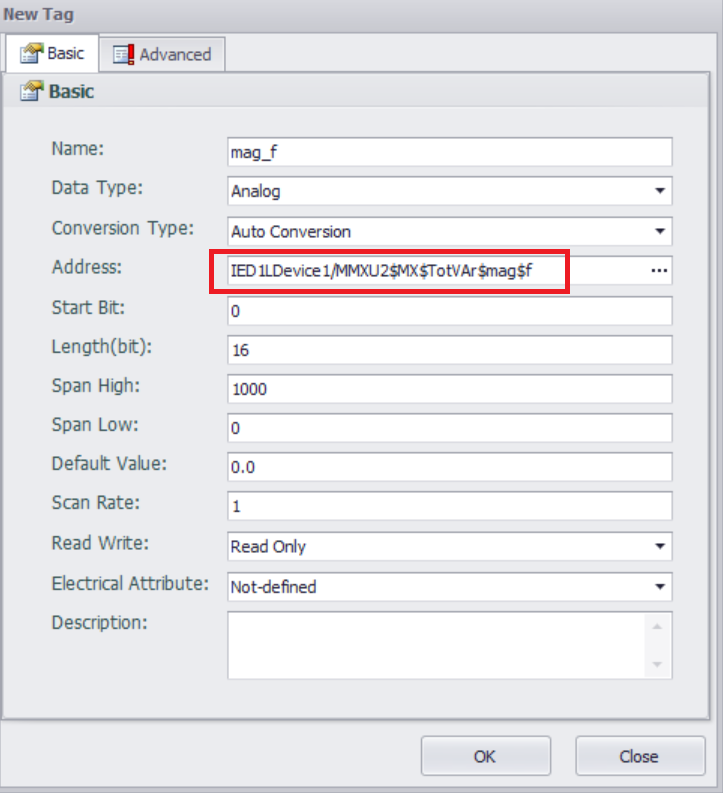 New Tag
Basic Advanced
Basic
Name: mag_f
Data Type: Analog
Conversion Type: Auto Conversion
Address: IED1LDevice1/MMXU2$MX$TotVAr$mag$f ...
Start Bit: 0
Length(bit): 16
Span High: 1000
Span Low: 0
Default Value: 0.0
Scan Rate: 1
Read Write: Read Only
Electrical Attribute: Not-defined
Description:
OK Close